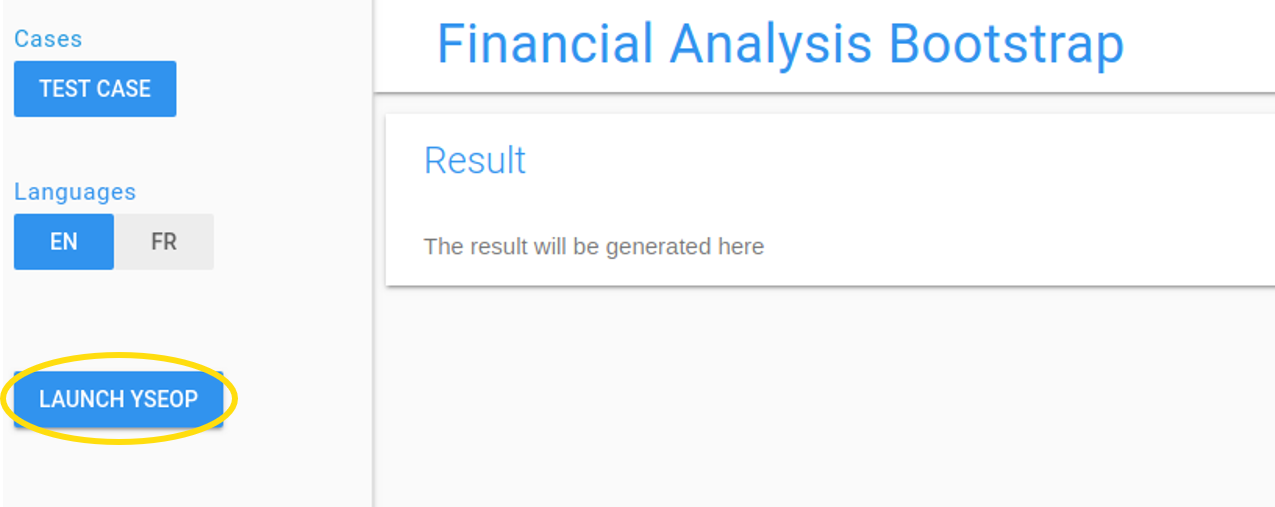 Cases
TEST CASE
Languages
EN FR
LAUNCH YSEOP
Financial Analysis Bootstrap
Result
The result will be generated here